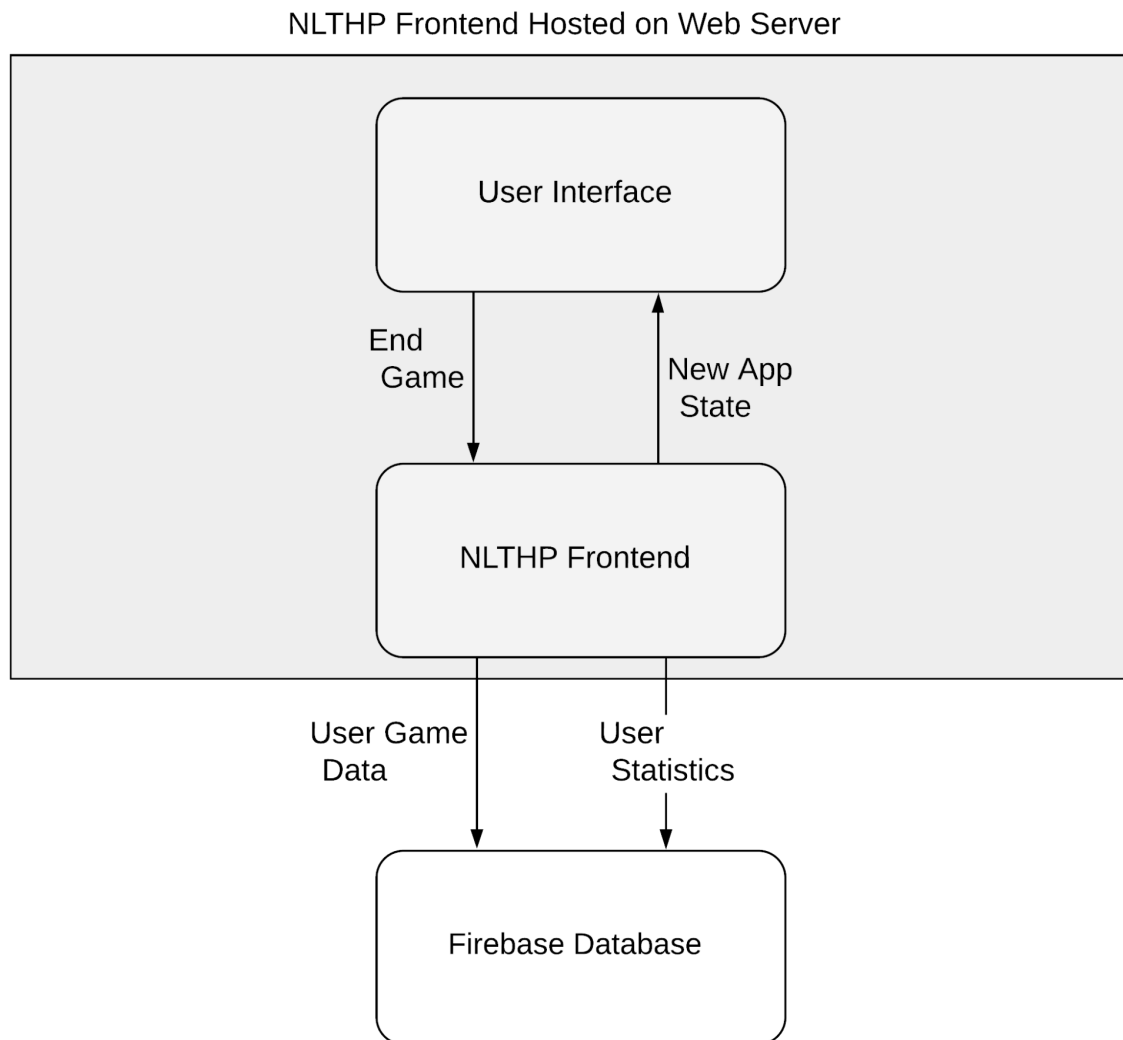 NLTHP Frontend Hosted on Web Server
User Interface
End
Game
New App
State
NLTHP Frontend
User Game
Data
User
Statistics
Firebase Database